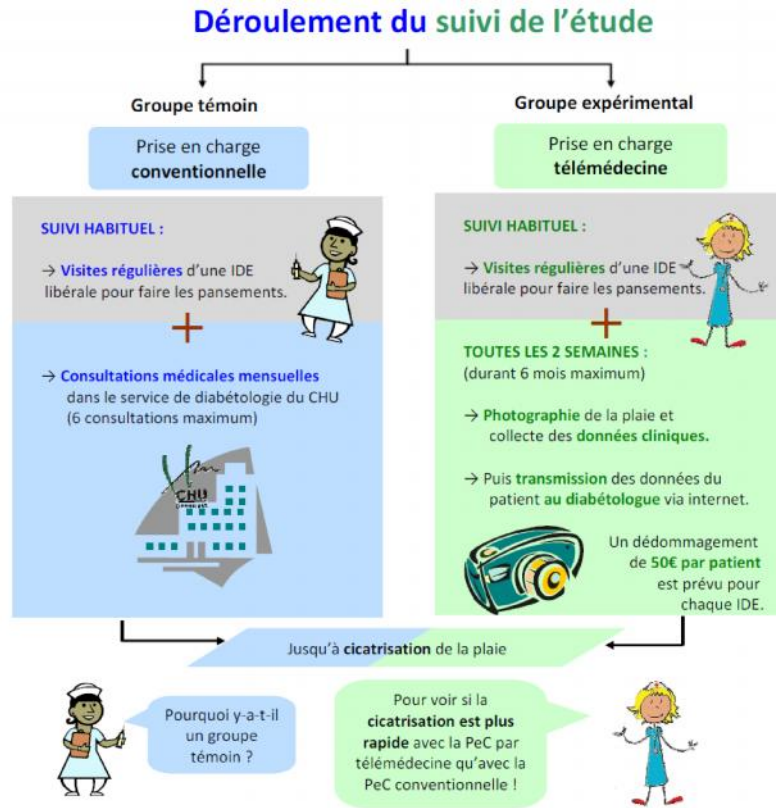 Déroulement du suivi de l'étude
Groupe témoin
Prise en charge
conventionnelle
SUIVI HABITUEL :
→ Visites régulières d'une IDE
libérale pour faire les pansements.
+
→ Consultations médicales mensuelles
dans le service de diabétologie du CHU
(6 consultations maximum)
CHU
Groupe expérimental
Prise en charge
télémédecine
SUIVI HABITUEL :
→ Visites régulières d'une IDE
libérale pour faire les pansements.
+
TOUTES LES 2 SEMAINES :
(durant 6 mois maximum)
→ Photographie de la plaie et
collecte des données cliniques.
→ Puis transmission des données du
patient au diabétologue via internet.
Un dédommagement
de 50€ par patient
est prévu pour
chaque IDE.
Jusqu'à cicatrisation de la plaie
Pourquoi y-a-t-il
un groupe
témoin ?
Pour voir si la
cicatrisation est plus
rapide avec la PeC par
télémédecine qu'avec la
PeC conventionnelle !